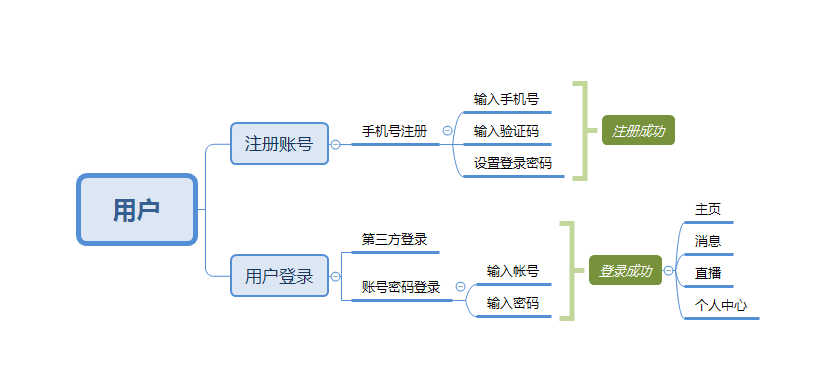 用户
注册账号
手机号注册
输入手机号
输入验证码
设置登录密码
注册成功
用户登录
第三方登录
账号密码登录
输入帐号
输入密码
登录成功
主页
消息
直播
个人中心